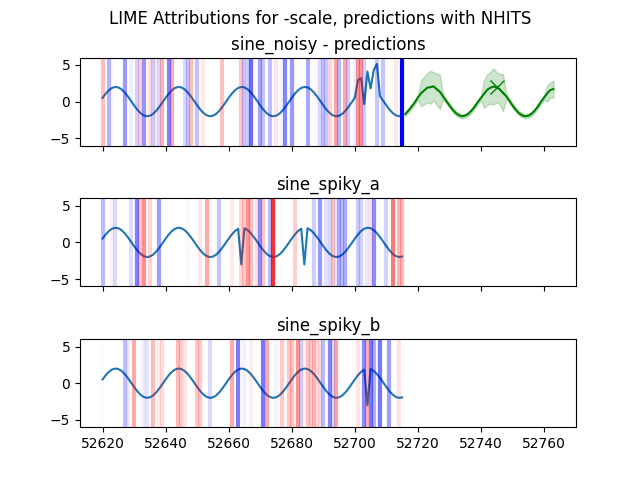 LIME Attributions for -scale, predictions with NHITS
sine_noisy - predictions
5
0
−5
sine_spiky_a
5
0
−5
sine_spiky_b
5
0
−5
52620 52640 52660 52680 52700 52720 52740 52760